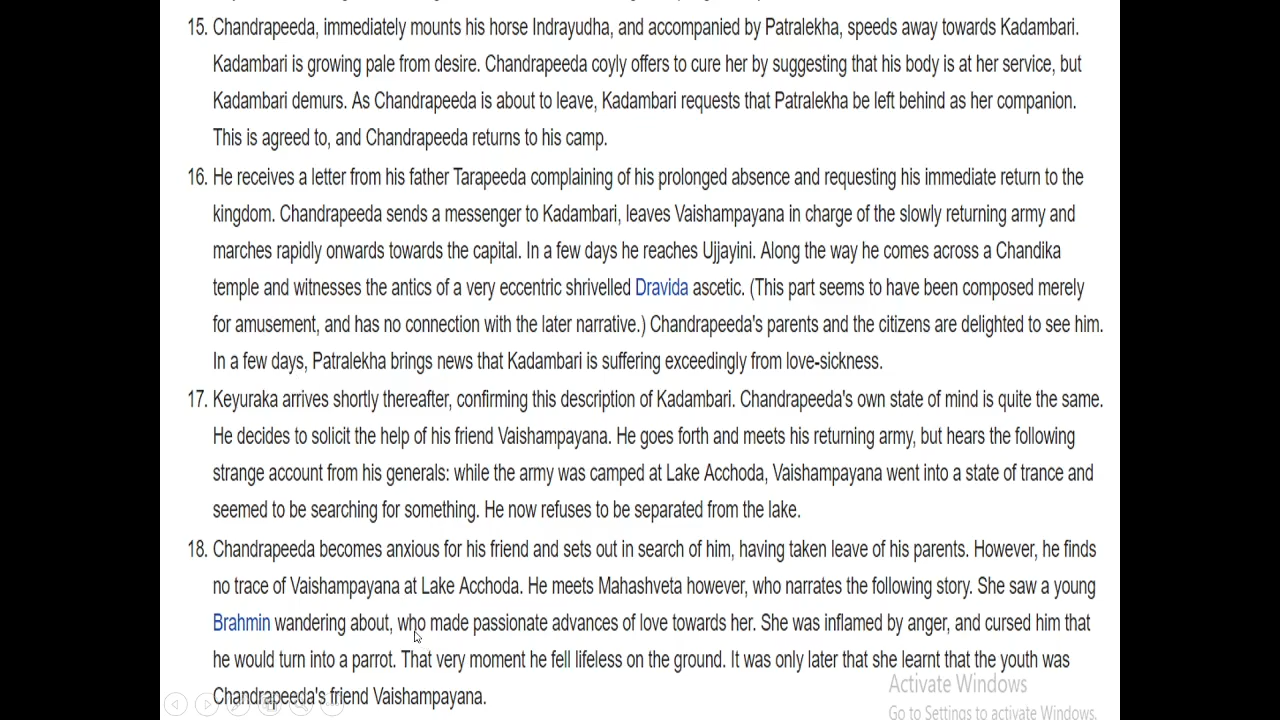 15. Chandrapeeda, immediately mounts his horse Indrayudha, and accompanied by Patralekha, speeds away towards Kadambari.
Kadambari is growing pale from desire. Chandrapeeda coyly offers to cure her by suggesting that his body is at her service, but
Kadambari demurs. As Chandrapeeda is about to leave, Kadambari requests that Patralekha be left behind as her companion.
This is agreed to, and Chandrapeeda returns to his camp.
16. He receives a letter from his father Tarapeeda complaining of his prolonged absence and requesting his immediate return to the
kingdom. Chandrapeeda sends a messenger to Kadambari, leaves Vaishampayana in charge of the slowly returning army and
marches rapidly onwards towards the capital. In a few days he reaches Ujjayini. Along the way he comes across a Chandika
temple and witnesses the antics of a very eccentric shrivelled Dravida ascetic. (This part seems to have been composed merely
for amusement, and has no connection with the later narrative.) Chandrapeeda's parents and the citizens are delighted to see him.
In a few days, Patralekha brings news that Kadambari is suffering exceedingly from love-sickness.
17. Keyuraka arrives shortly thereafter, confirming this description of Kadambari. Chandrapeeda's own state of mind is quite the same.
He decides to solicit the help of his friend Vaishampayana. He goes forth and meets his returning army, but hears the following
strange account from his generals: while the army was camped at Lake Acchoda, Vaishampayana went into a state of trance and
seemed to be searching for something. He now refuses to be separated from the lake.
18. Chandrapeeda becomes anxious for his friend and sets out in search of him, having taken leave of his parents. However, he finds
no trace of Vaishampayana at Lake Acchoda. He meets Mahashveta however, who narrates the following story. She saw a young
Brahmin wandering about, who made passionate advances of love towards her. She was inflamed by anger, and cursed him that
he would turn into a parrot. That very moment he fell lifeless on the ground. It was only later that she learnt that the youth was
Chandrapeeda's friend Vaishampayana.
Activate Windows
Go to Settings to activate Windows.